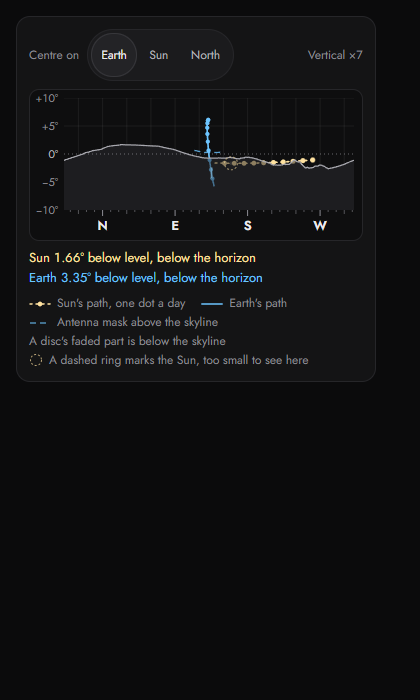 Centre on Earth Sun North Vertical ×7
+10°
+5°
0°
−5°
−10°
N E S W
Sun 1.66° below level, below the horizon
Earth 3.35° below level, below the horizon
Sun's path, one dot a day Earth's path
Antenna mask above the skyline
A disc's faded part is below the skyline
A dashed ring marks the Sun, too small to see here